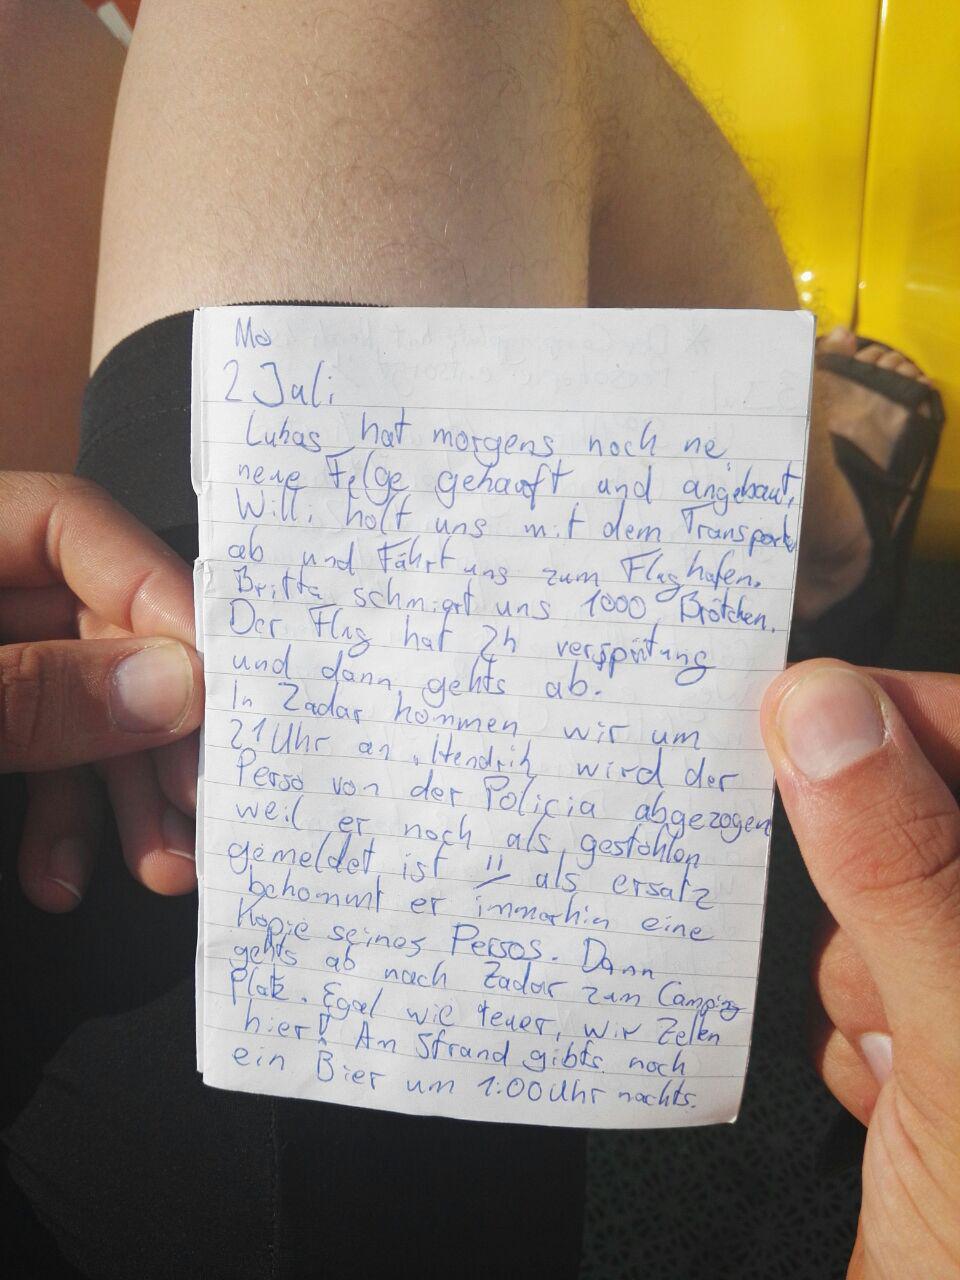 Mo
2 Juli
Lukas hat morgens noch ne
neue Felge gekauft und angebaut,
Willi holt uns mit dem Transporter
ab und Fährt uns zum Flughafen.
Britta schmiert uns 1000 Brötchen.
Der Flug hat 2h verspätung
und dann gehts ab.
In Zadar kommen wir um
21 Uhr an, Hendrik wird der
Perso von der Policia abgezogen
weil er noch als gestohlen
gemeldet ist als ersatz
bekommt er immerhin eine
Kopie seines Persos. Dann
gehts ab nach Zadar zum Camping
Platz. Egal wie teuer, wir Zelten
hier! Am Strand gibts noch
ein Bier um 1:00 Uhr nachts.